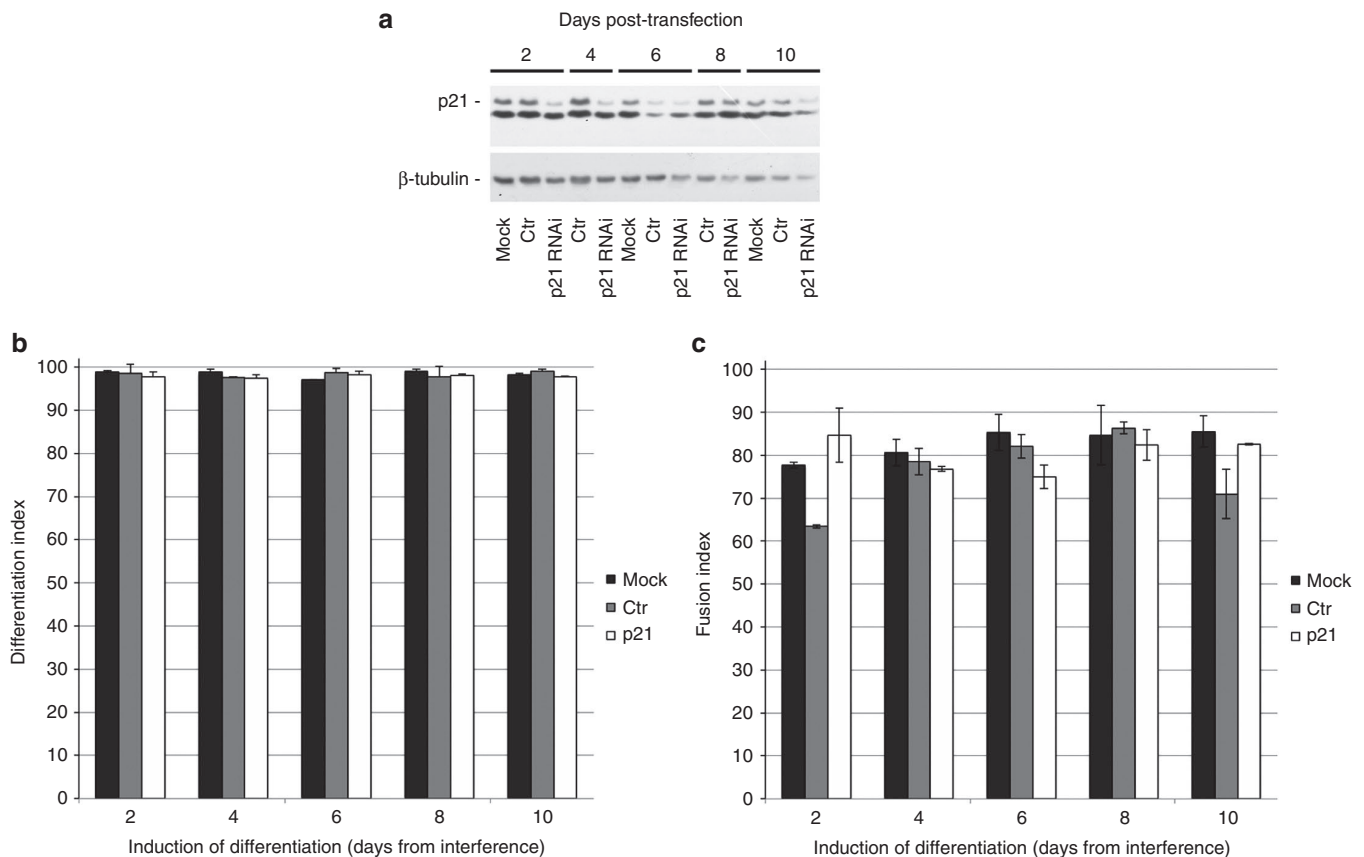 a
Days post-transfection
2 4 6 8 10
p21 -
β-tubulin -
Mock Ctr p21 RNAi Ctr p21 RNAi Mock Ctr p21 RNAi Ctr p21 RNAi Mock Ctr p21 RNAi
b
Differentiation index
100
90
80
70
60
50
40
30
20
10
0
2 4 6 8 10
Induction of differentiation (days from interference)
Mock
Ctr
p21
c
Fusion index
100
90
80
70
60
50
40
30
20
10
0
2 4 6 8 10
Induction of differentiation (days from interference)
Mock
Ctr
p21